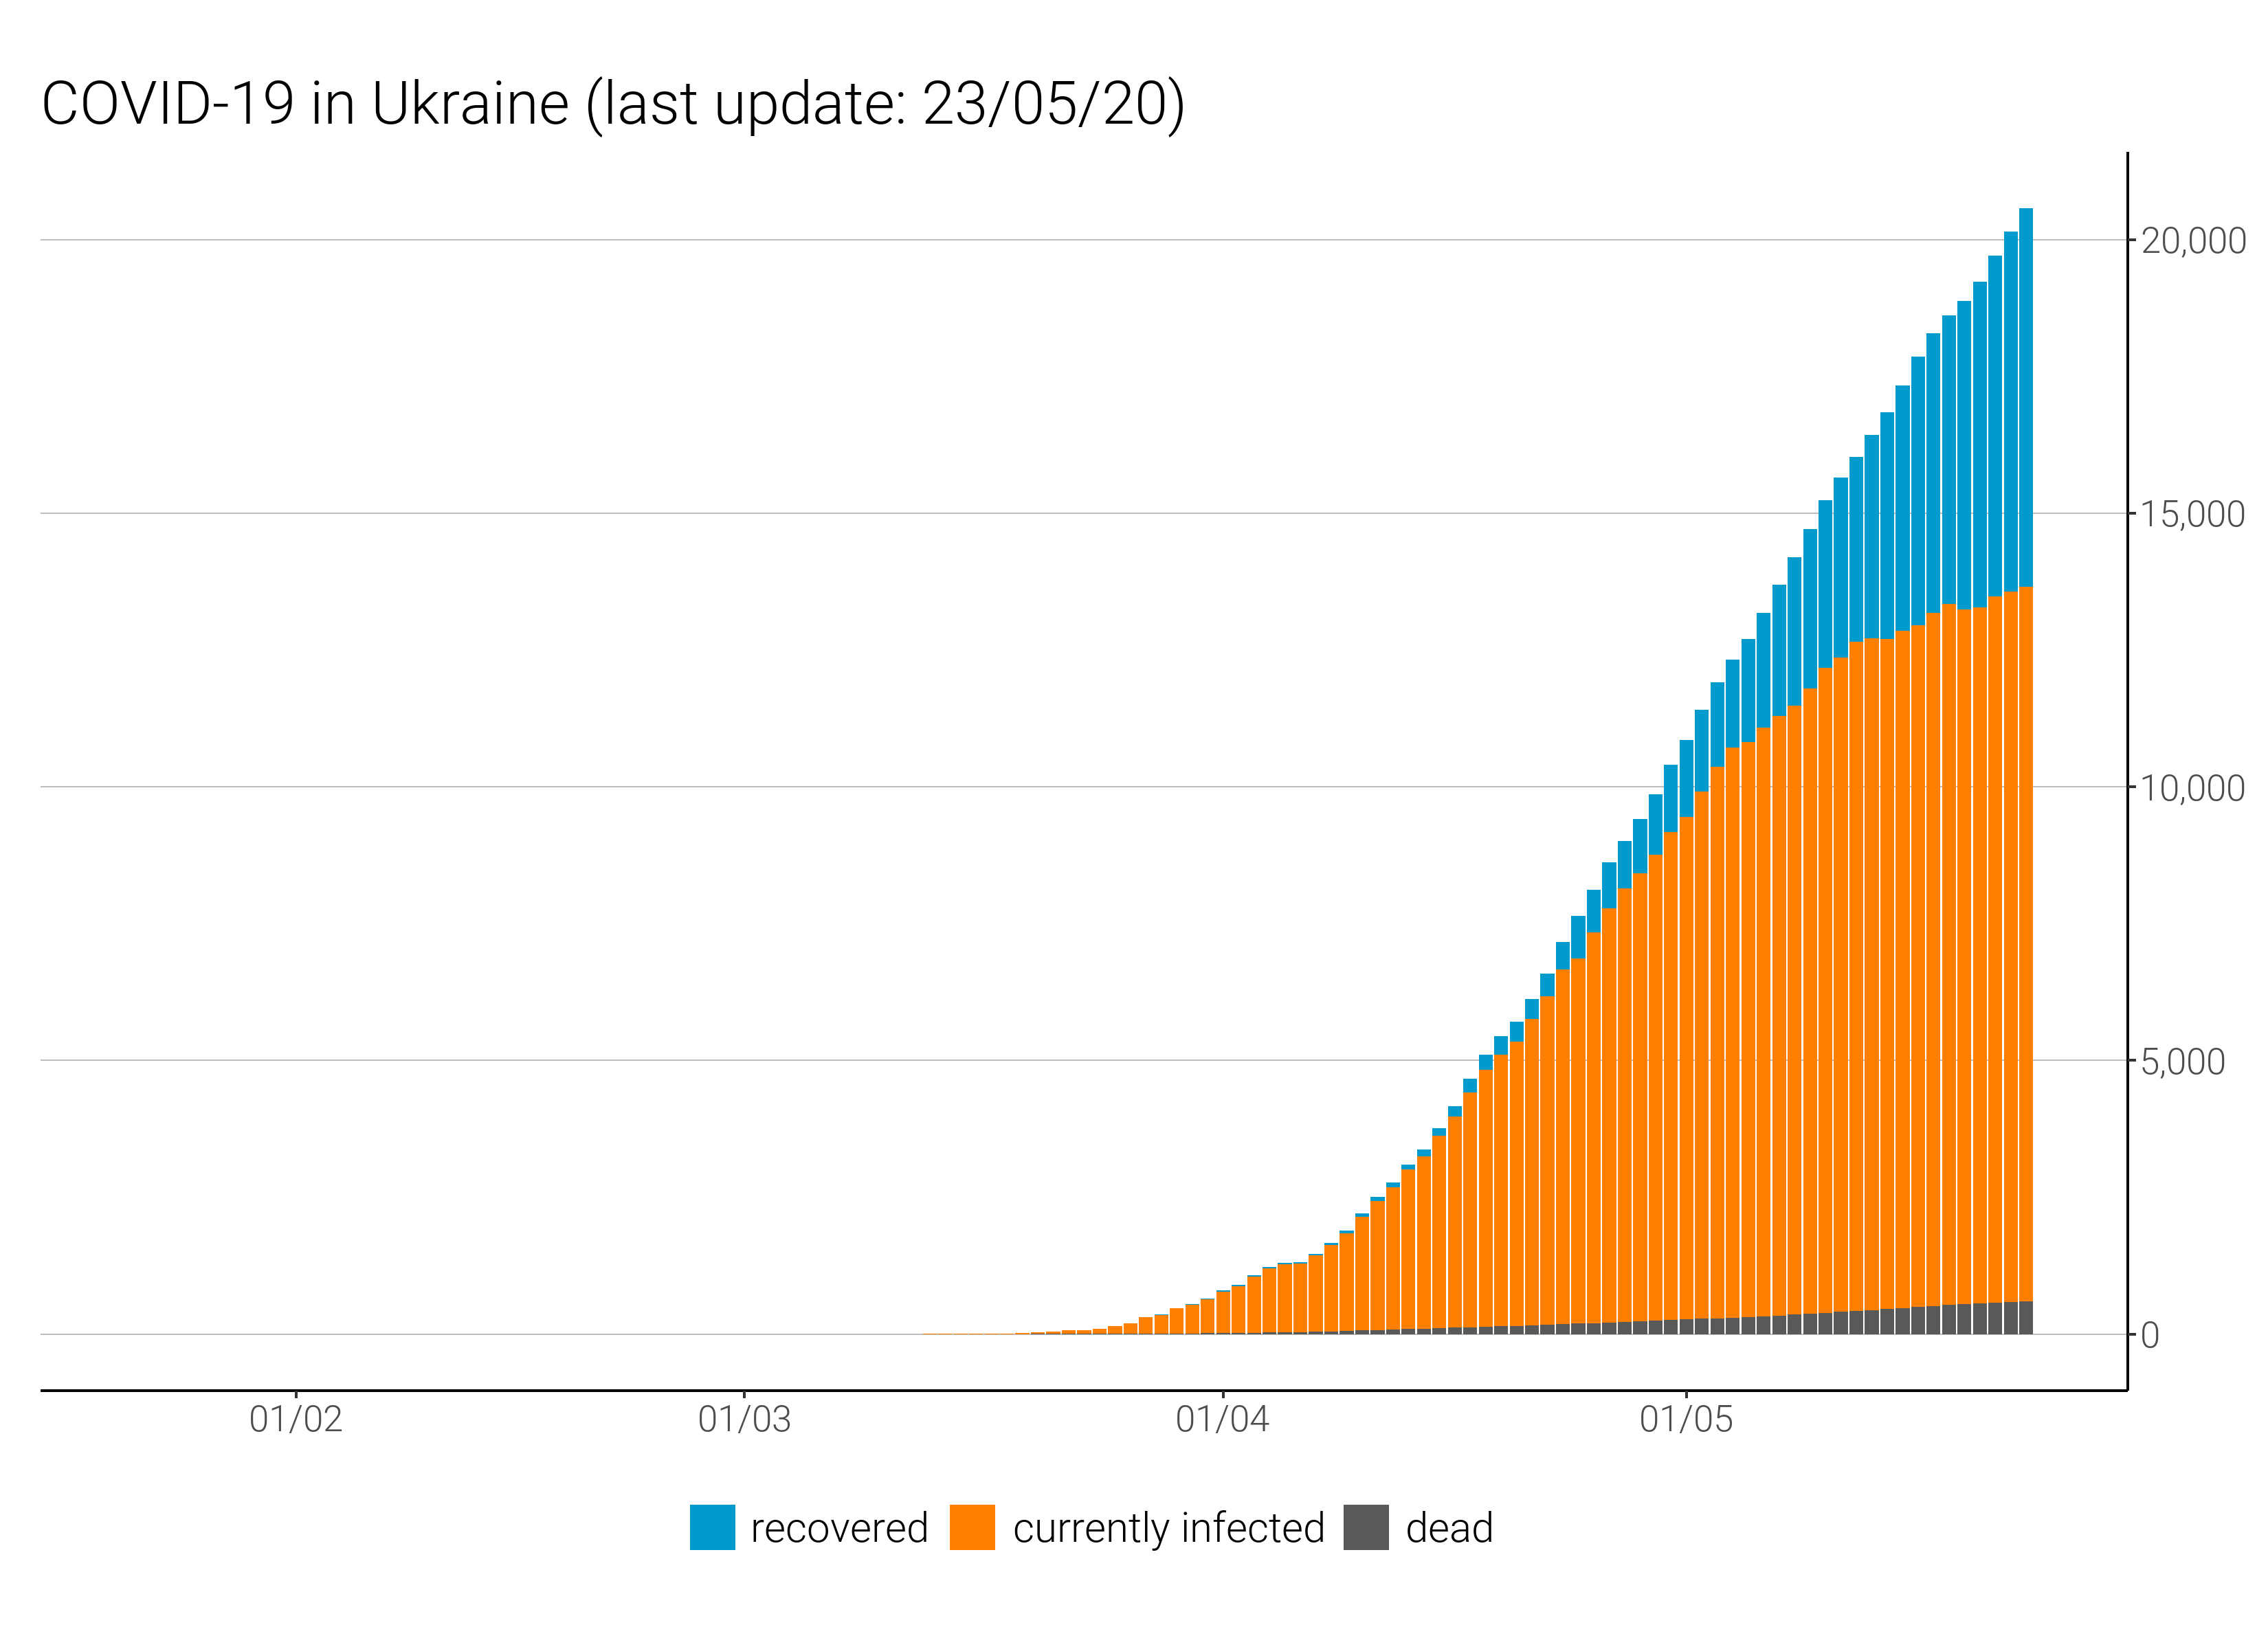 COVID-19 in Ukraine (last update: 23/05/20)
20,000
15,000
10,000
5,000
0
01/02 01/03 01/04 01/05
recovered currently infected dead